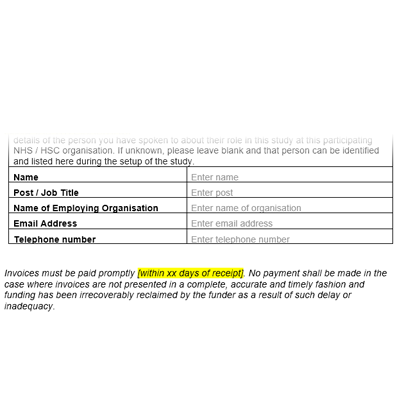 details of the person you have spoken to about their role in this study at this participating
NHS / HSC organisation. If unknown, please leave blank and that person can be identified
and listed here during the setup of the study.
Name Enter name
Post / Job Title Enter post
Name of Employing Organisation Enter name of organisation
Email Address Enter email address
Telephone number Enter telephone number
Invoices must be paid promptly [within xx days of receipt]. No payment shall be made in the
case where invoices are not presented in a complete, accurate and timely fashion and
funding has been irrecoverably reclaimed by the funder as a result of such delay or
inadequacy.